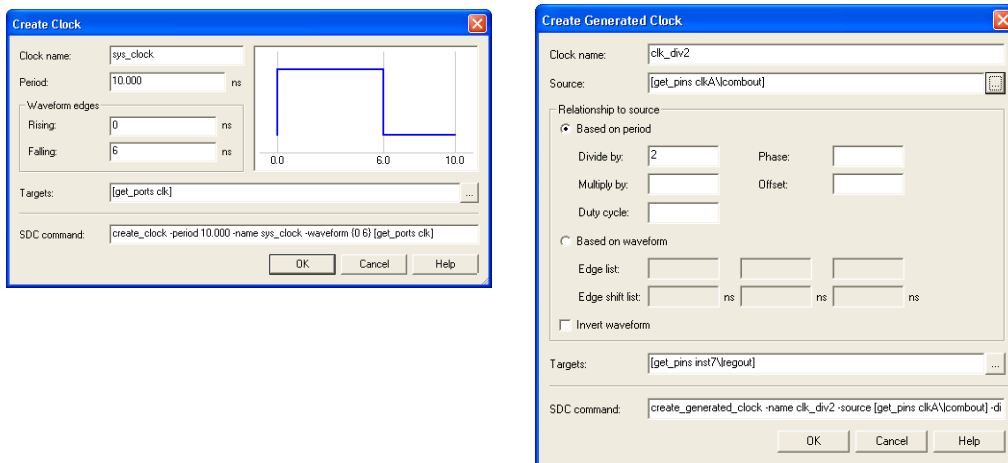 Create Clock
Clock name: sys_clock
Period: 10.000 ns
Waveform edges
Rising: 0 ns
Falling: 6 ns
0.0 6.0 10.0
Targets: [get_ports clk] ...
SDC command: create_clock -period 10.000 -name sys_clock -waveform {0 6} [get_ports clk]
OK Cancel Help
Create Generated Clock
Clock name: clk_div2
Source: [get_pins clkA\|combout] ...
Relationship to source
Based on period
Divide by: 2 Phase:
Multiply by: Offset:
Duty cycle:
Based on waveform
Edge list:
Edge shift list: ns ns ns
Invert waveform
Targets: [get_pins inst7\|regout] ...
SDC command: create_generated_clock -name clk_div2 -source [get_pins clkA\|combout] -di
OK Cancel Help